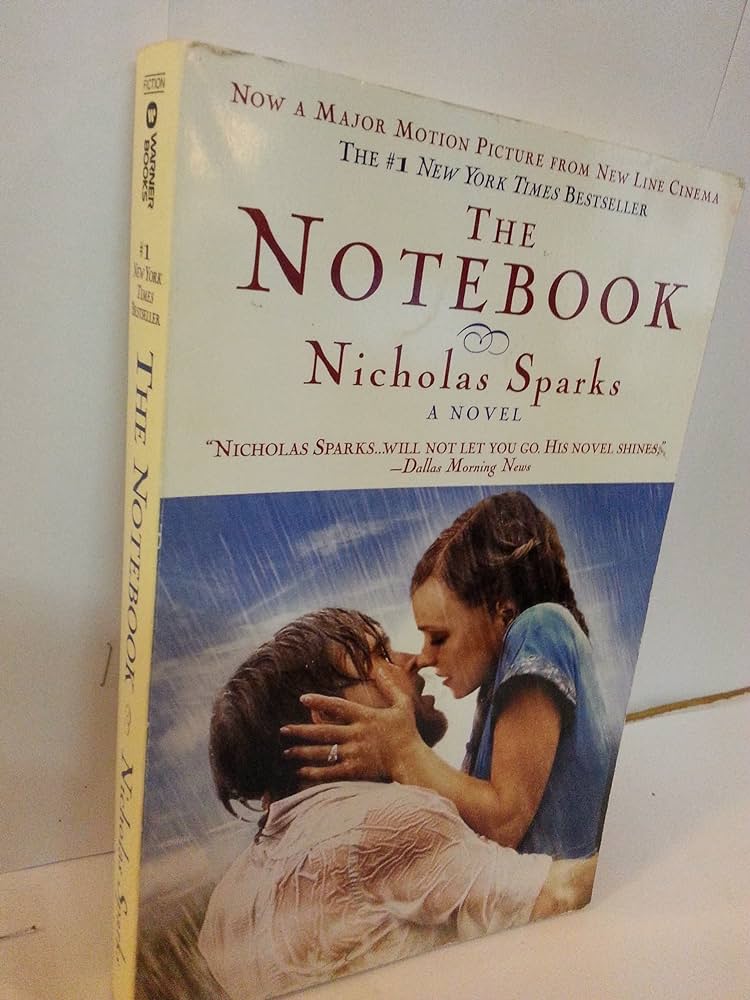 FICTION
WARNER
BOOKS
#1
NEW YORK
TIMES
BESTSELLER
THE NOTEBOOK
Nicholas Sparks
NOW A MAJOR MOTION PICTURE FROM NEW LINE CINEMA
THE #1 NEW YORK TIMES BESTSELLER
THE
NOTEBOOK
Nicholas Sparks
A NOVEL
“NICHOLAS SPARKS...WILL NOT LET YOU GO. HIS NOVEL SHINES.”
—Dallas Morning News